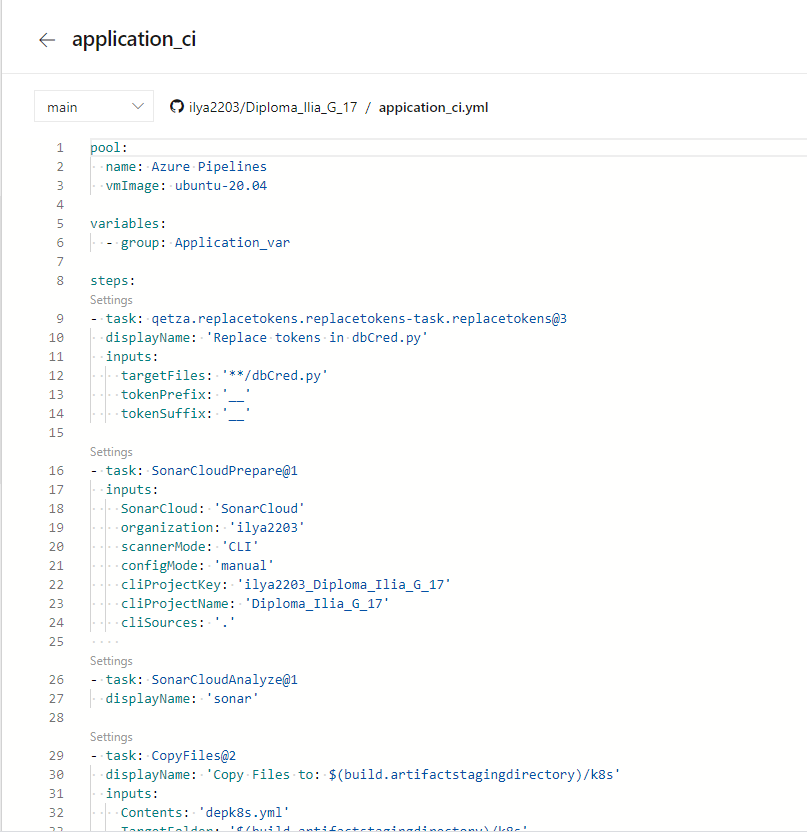 application_ci
main ilya2203/Diploma_Ilia_G_17 / appication_ci.yml
1 pool:
2 name: Azure Pipelines
3 vmImage: ubuntu-20.04
4
5 variables:
6 - group: Application_var
7
8 steps:
Settings
9 - task: qetza.replacetokens.replacetokens-task.replacetokens@3
10 displayName: 'Replace tokens in dbCred.py'
11 inputs:
12 targetFiles: '**/dbCred.py'
13 tokenPrefix: '__'
14 tokenSuffix: '__'
15
Settings
16 - task: SonarCloudPrepare@1
17 inputs:
18 SonarCloud: 'SonarCloud'
19 organization: 'ilya2203'
20 scannerMode: 'CLI'
21 configMode: 'manual'
22 cliProjectKey: 'ilya2203_Diploma_Ilia_G_17'
23 cliProjectName: 'Diploma_Ilia_G_17'
24 cliSources: '.'
25
Settings
26 - task: SonarCloudAnalyze@1
27 displayName: 'sonar'
28
Settings
29 - task: CopyFiles@2
30 displayName: 'Copy Files to: $(build.artifactstagingdirectory)/k8s'
31 inputs:
32 Contents: 'depk8s.yml'
33 TargetFolder: '$(build.artifactstagingdirectory)/k8s'